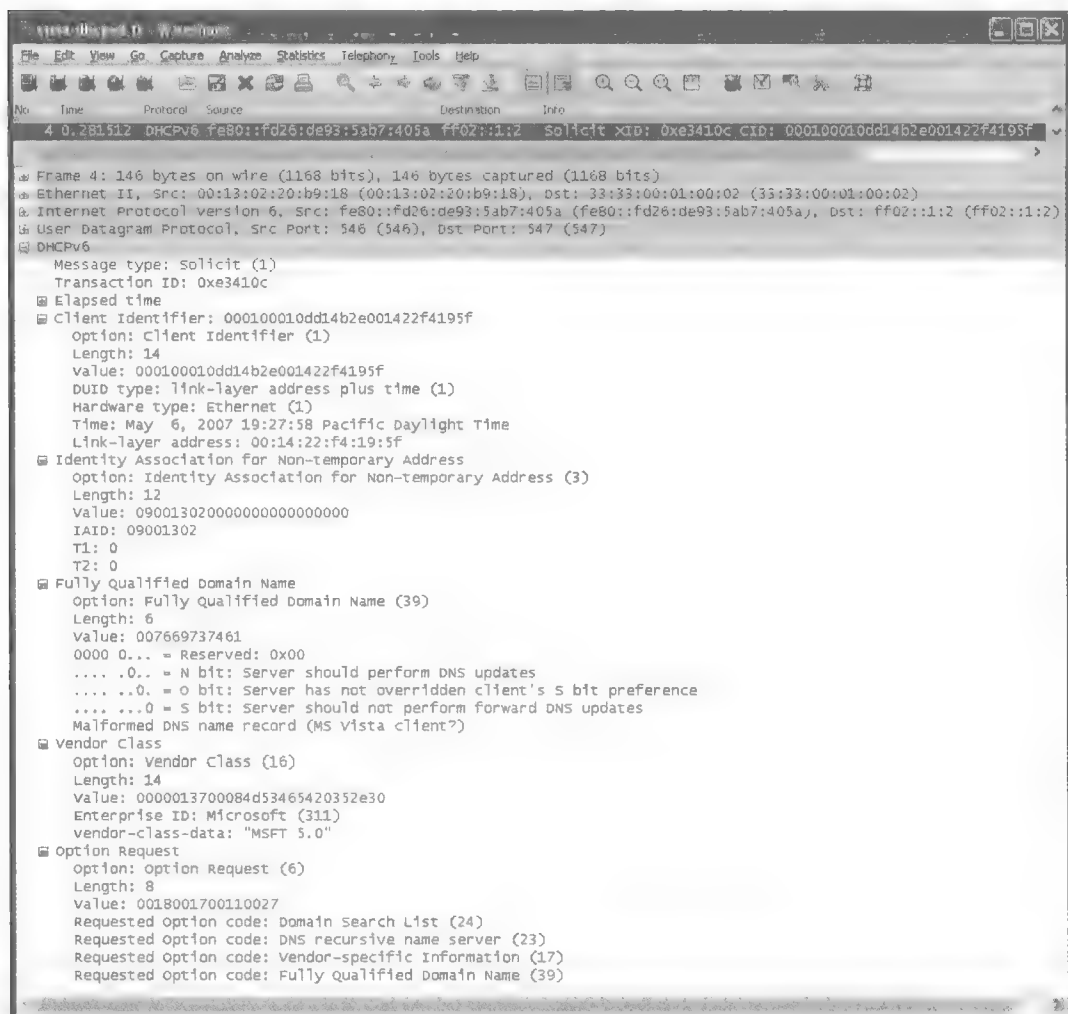 File Edit View Go Capture Analyze Statistics Telephony Tools Help
No. Time Protocol Source Destination Info
4 0.281512 DHCPv6 fe80::fd26:de93:5ab7:405a ff02::1:2 Solicit XID: 0xe3410c CID: 000100010dd14b2e001422f4195f
Frame 4: 146 bytes on wire (1168 bits), 146 bytes captured (1168 bits)
Ethernet II, Src: 00:13:02:20:b9:18 (00:13:02:20:b9:18), Dst: 33:33:00:01:00:02 (33:33:00:01:00:02)
Internet Protocol Version 6, Src: fe80::fd26:de93:5ab7:405a (fe80::fd26:de93:5ab7:405a), Dst: ff02::1:2 (ff02::1:2)
User Datagram Protocol, Src Port: 546 (546), Dst Port: 547 (547)
DHCPv6
Message type: Solicit (1)
Transaction ID: 0xe3410c
Elapsed time
Client Identifier: 000100010dd14b2e001422f4195f
Option: Client Identifier (1)
Length: 14
Value: 000100010dd14b2e001422f4195f
DUID type: link-layer address plus time (1)
Hardware type: Ethernet (1)
Time: May 6, 2007 19:27:58 Pacific Daylight Time
Link-layer address: 00:14:22:f4:19:5f
Identity Association for Non-temporary Address
Option: Identity Association for Non-temporary Address (3)
Length: 12
Value: 090013020000000000000000
IAID: 09001302
T1: 0
T2: 0
Fully Qualified Domain Name
Option: Fully Qualified Domain Name (39)
Length: 6
Value: 007669737461
0000 0... = Reserved: 0x00
.... .0.. = N bit: Server should perform DNS updates
.... ..0. = O bit: Server has not overridden client's S bit preference
.... ...0 = S bit: Server should not perform forward DNS updates
Malformed DNS name record (MS Vista client?)
Vendor Class
Option: Vendor Class (16)
Length: 14
Value: 0000013700084d53465420352e30
Enterprise ID: Microsoft (311)
vendor-class-data: "MSFT 5.0"
Option Request
Option: Option Request (6)
Length: 8
Value: 0018001700110027
Requested Option code: Domain Search List (24)
Requested Option code: DNS recursive name server (23)
Requested Option code: Vendor-specific Information (17)
Requested Option code: Fully Qualified Domain Name (39)